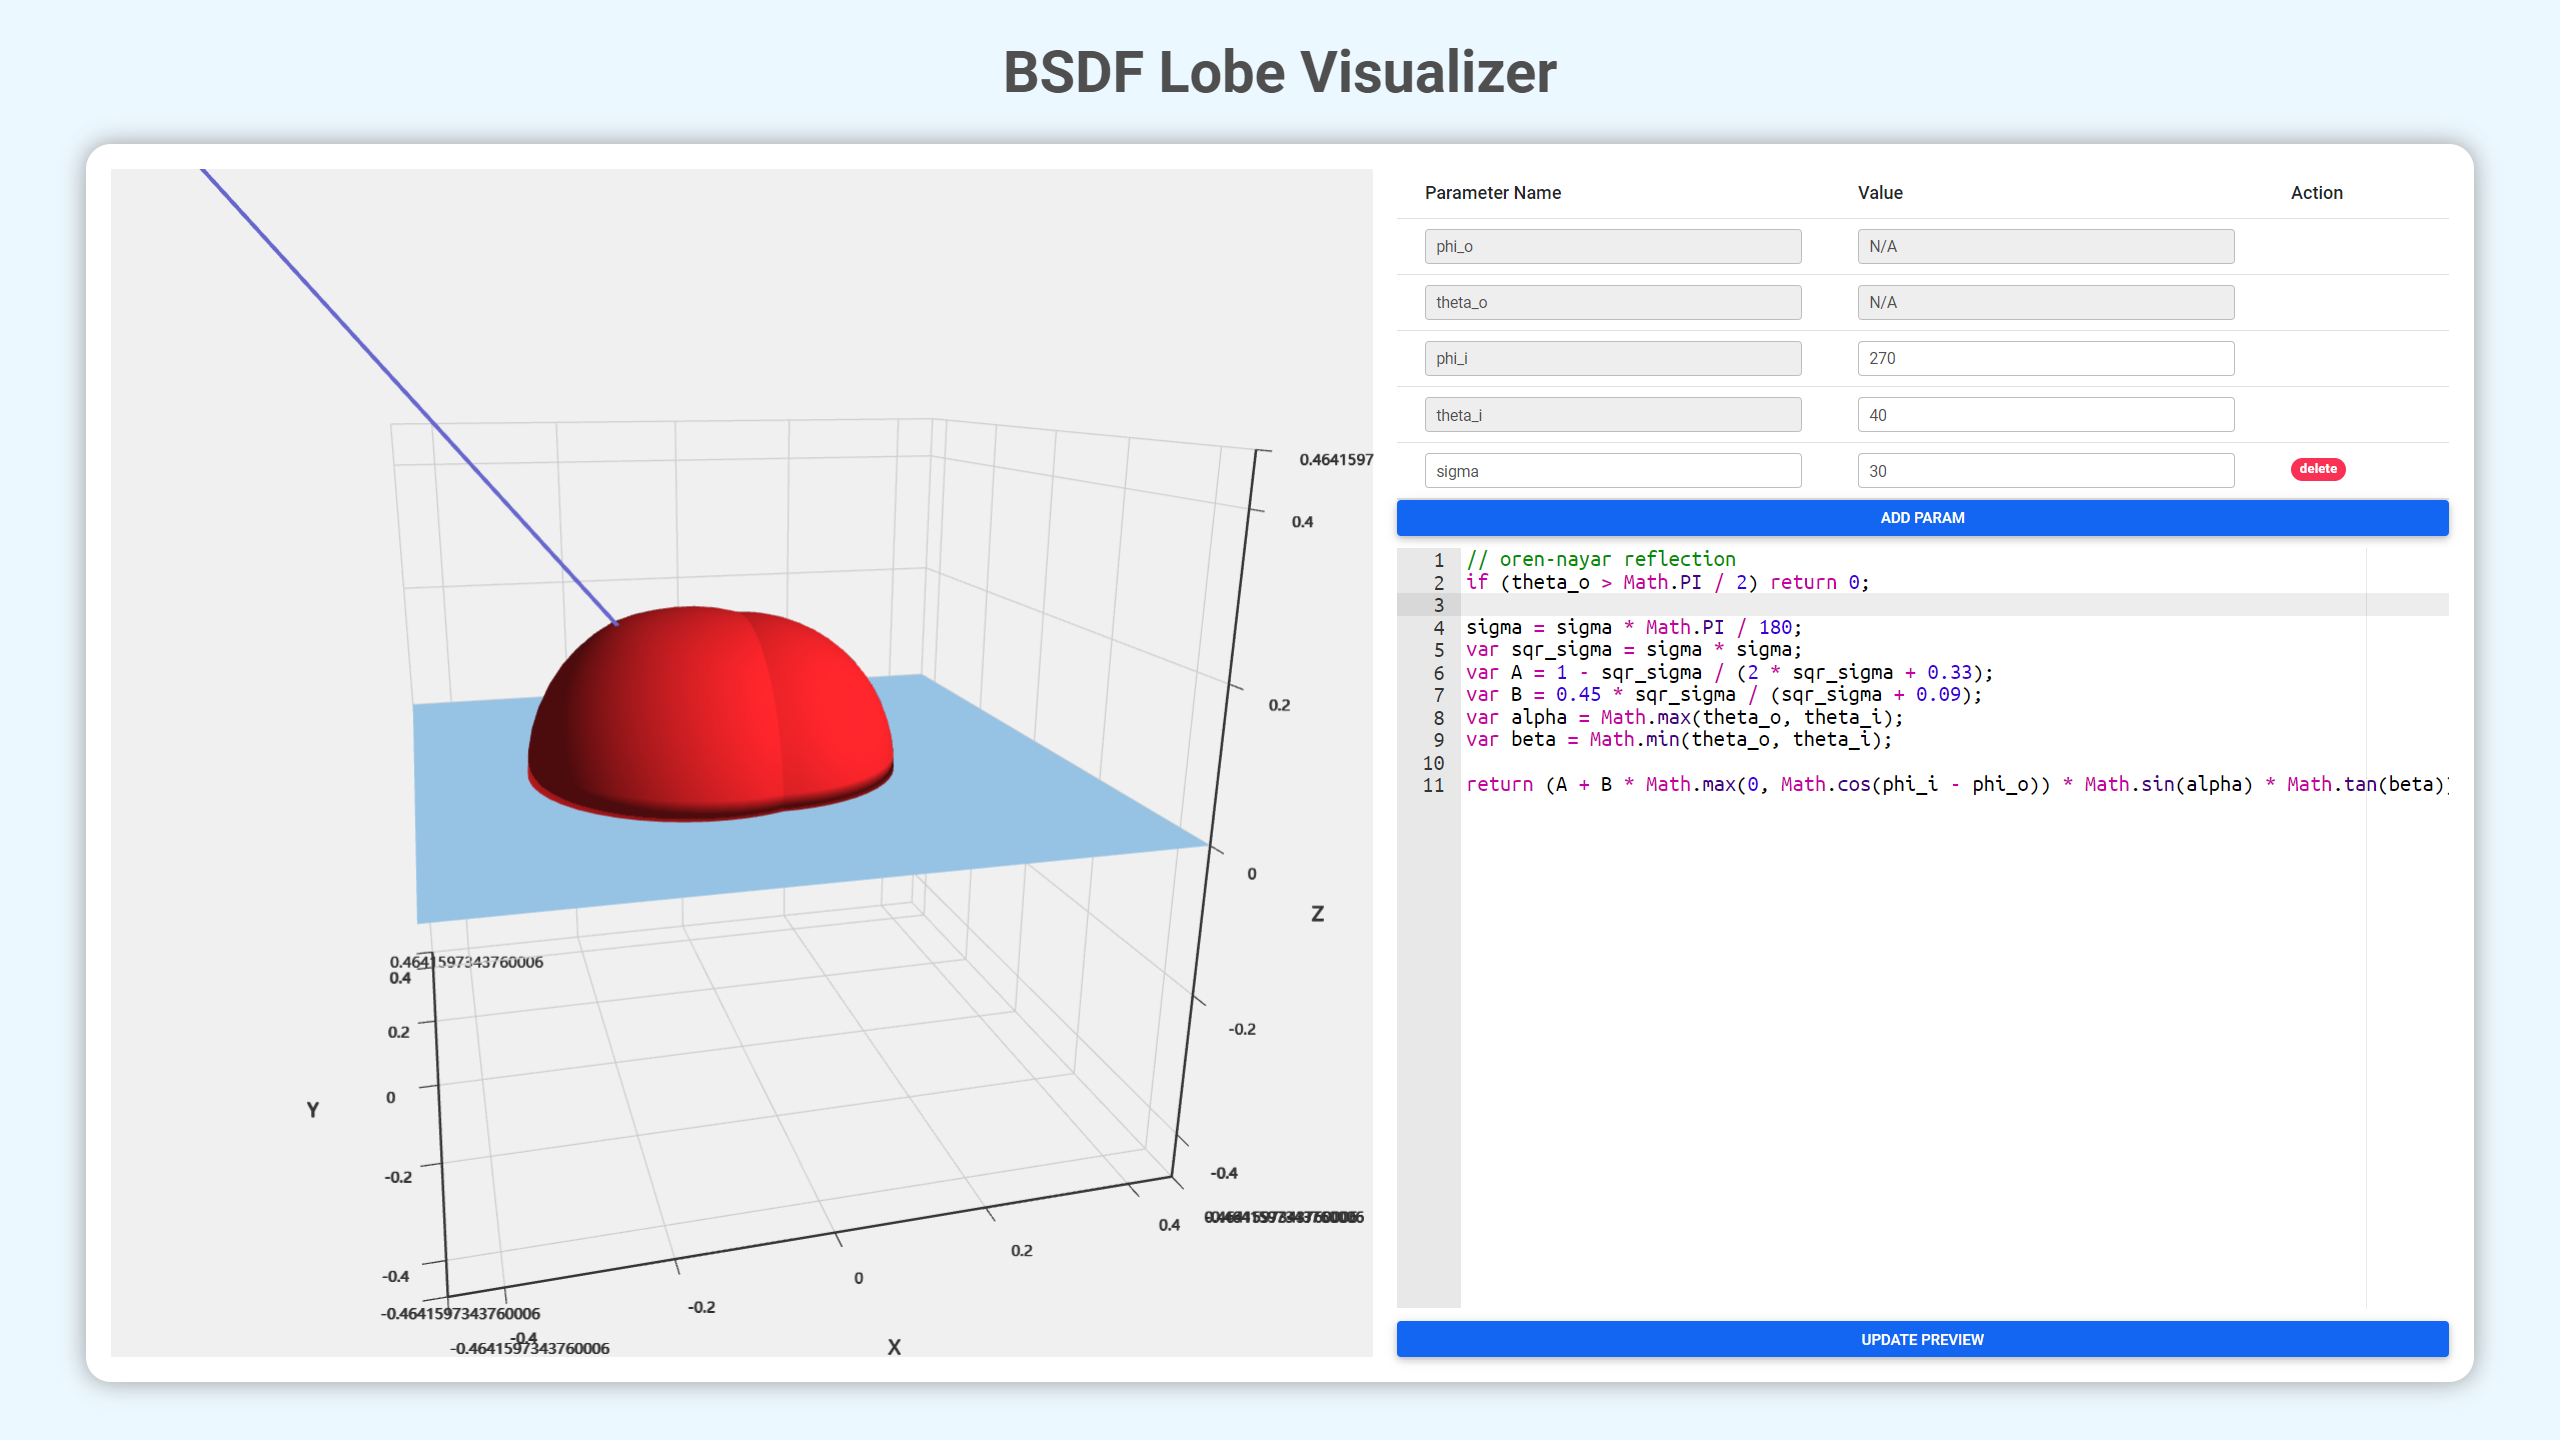 BSDF Lobe Visualizer
0.4641597
0.4
0.2
0
Z
-0.2
-0.4
0.4641597343760006
0.4
0.2
0
Y
-0.2
-0.4
-0.4641597343760006
-0.4
-0.4641597343760006
-0.2
0
0.2
0.4
X
Parameter Name Value Action
phi_o N/A
theta_o N/A
phi_i 270
theta_i 40
sigma 30 delete
ADD PARAM
1 // oren-nayar reflection
2 if (theta_o > Math.PI / 2) return 0;
3
4 sigma = sigma * Math.PI / 180;
5 var sqr_sigma = sigma * sigma;
6 var A = 1 - sqr_sigma / (2 * sqr_sigma + 0.33);
7 var B = 0.45 * sqr_sigma / (sqr_sigma + 0.09);
8 var alpha = Math.max(theta_o, theta_i);
9 var beta = Math.min(theta_o, theta_i);
10
11 return (A + B * Math.max(0, Math.cos(phi_i - phi_o)) * Math.sin(alpha) * Math.tan(beta)
UPDATE PREVIEW